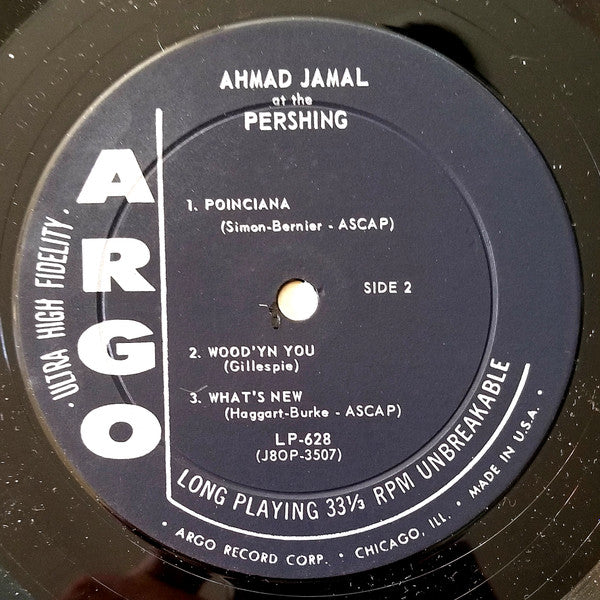 AHMAD JAMAL
at the
PERSHING
ARGO
· ULTRA HIGH FIDELITY ·
1. POINCIANA
(Simon-Bernier - ASCAP)
SIDE 2
2. WOOD'YN YOU
(Gillespie)
3. WHAT'S NEW
(Haggart-Burke - ASCAP)
LP-628
(J8OP-3507)
LONG PLAYING 33⅓ RPM UNBREAKABLE
· ARGO RECORD CORP. · CHICAGO, ILL. · MADE IN U.S.A. ·